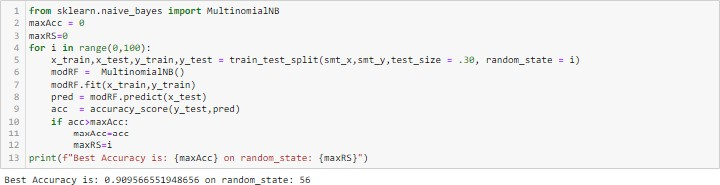 1 from sklearn.naive_bayes import MultinomialNB
2 maxAcc = 0
3 maxRS=0
4 for i in range(0,100):
5     x_train,x_test,y_train,y_test = train_test_split(smt_x,smt_y,test_size = .30, random_state = i)
6     modRF =  MultinomialNB()
7     modRF.fit(x_train,y_train)
8     pred = modRF.predict(x_test)
9     acc  = accuracy_score(y_test,pred)
10     if acc>maxAcc:
11         maxAcc=acc
12         maxRS=i
13 print(f"Best Accuracy is: {maxAcc} on random_state: {maxRS}")
Best Accuracy is: 0.909566551948656 on random_state: 56